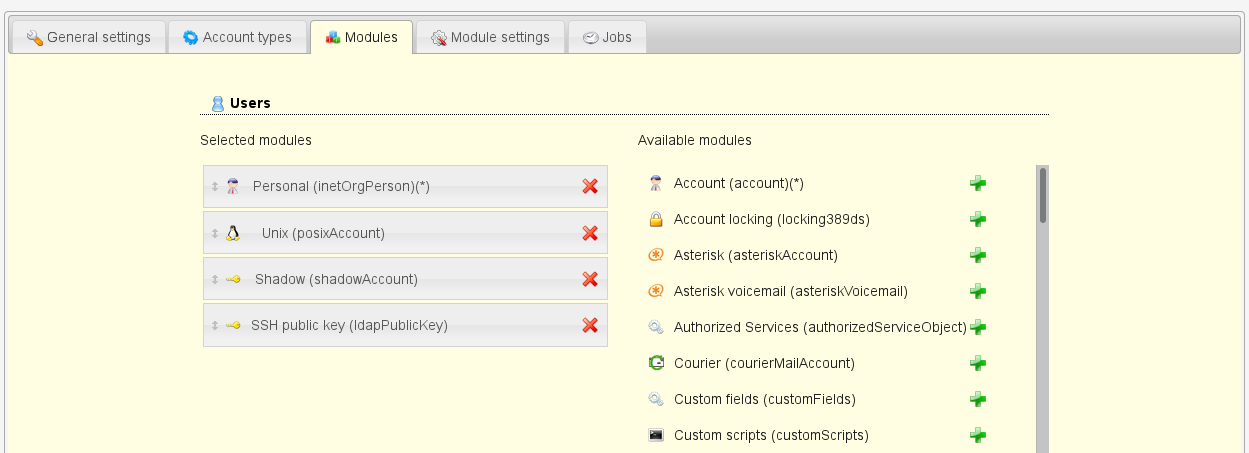 General settings
Account types
Modules
Module settings
Jobs
Users
Selected modules
Available modules
Personal (inetOrgPerson)(*)
Unix (posixAccount)
Shadow (shadowAccount)
SSH public key (ldapPublicKey)
Account (account)(*)
Account locking (locking389ds)
Asterisk (asteriskAccount)
Asterisk voicemail (asteriskVoicemail)
Authorized Services (authorizedServiceObject)
Courier (courierMailAccount)
Custom fields (customFields)
Custom scripts (customScripts)